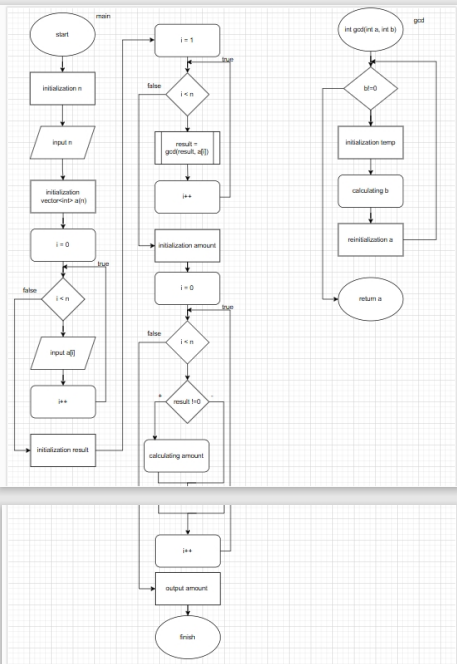 main
start
initialization n
input n
initialization
vector<int> a(n)
i = 0
true
false
i < n
input a[i]
i++
initialization result
i = 1
true
false
i < n
result =
gcd(result, a[i])
i++
initialization amount
i = 0
true
false
i < n
result !=0
+
-
calculating amount
i++
output amount
finish
gcd
int gcd(int a, int b)
b!=0
initialization temp
calculating b
reinitialization a
return a